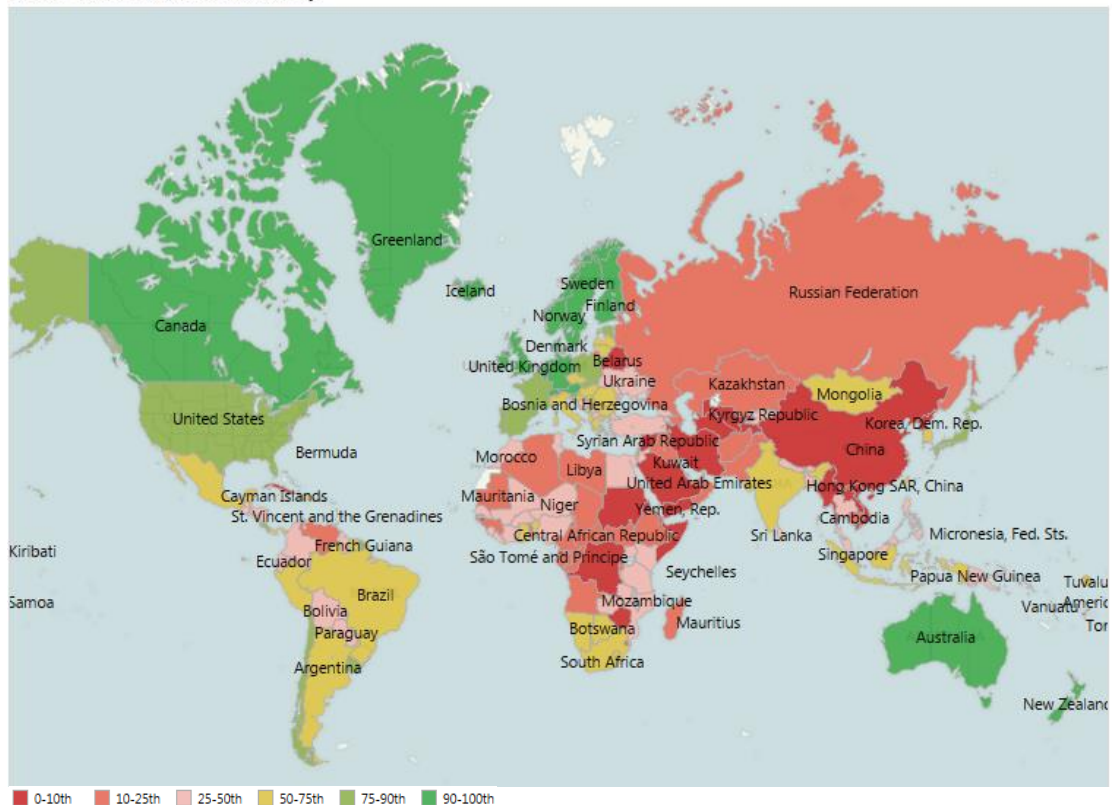 Greenland
Sweden
Iceland
Finland
Russian Federation
Norway
Canada
Denmark
United Kingdom
Belarus
Ukraine
Kazakhstan
Mongolia
Bosnia and Herzegovina
Kyrgyz Republic
United States
Korea, Dem. Rep.
Syrian Arab Republic
Bermuda
China
Morocco
Libya
Kuwait
United Arab Emirates
Hong Kong SAR, China
Cayman Islands
Mauritania
Niger
Yemen, Rep.
St. Vincent and the Grenadines
Cambodia
Central African Republic
Sri Lanka
Micronesia, Fed. Sts.
French Guiana
Kiribati
Ecuador
São Tomé and Principe
Singapore
Seychelles
Papua New Guinea
Tuvalu
Brazil
Samoa
Bolivia
Mozambique
Vanuatu
Americ
Paraguay
Botswana
Mauritius
Tor
Australia
Argentina
South Africa
New Zealand
0-10th 10-25th 25-50th 50-75th 75-90th 90-100th